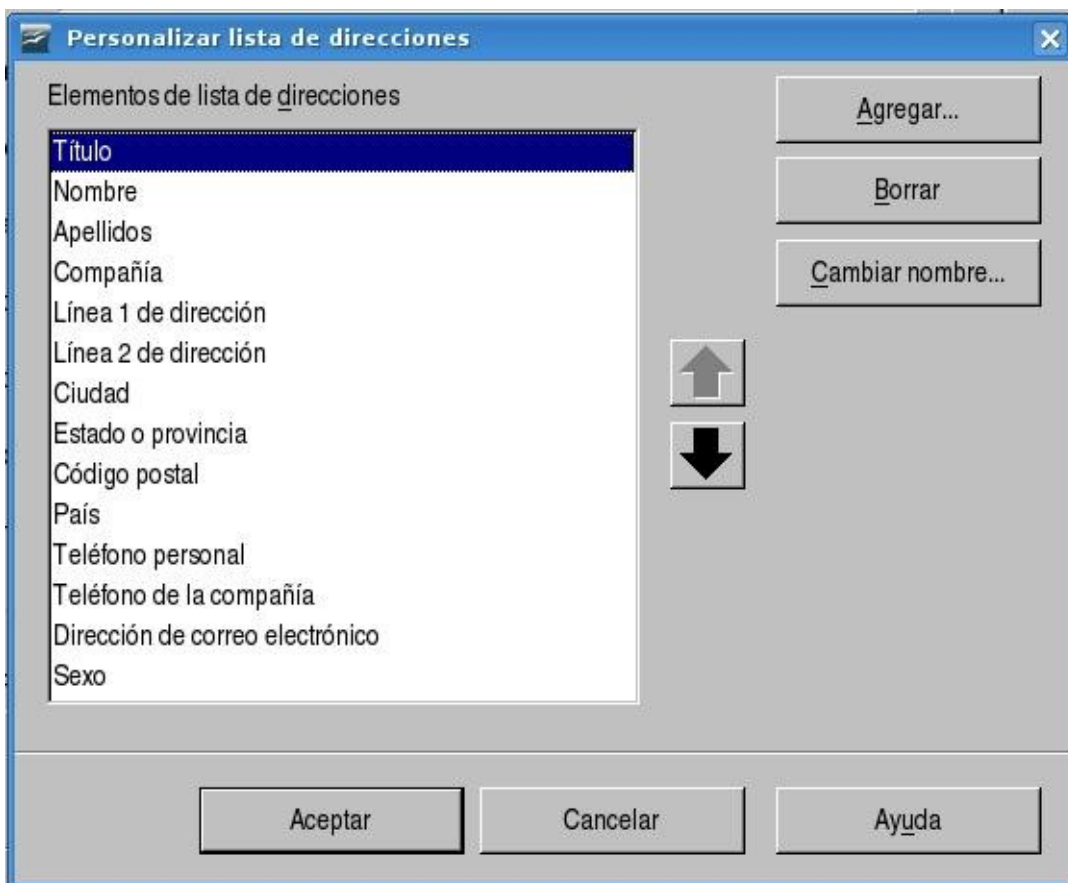 Personalizar lista de direcciones
Elementos de lista de direcciones
Título
Nombre
Apellidos
Compañía
Línea 1 de dirección
Línea 2 de dirección
Ciudad
Estado o provincia
Código postal
País
Teléfono personal
Teléfono de la compañía
Dirección de correo electrónico
Sexo
Agregar...
Borrar
Cambiar nombre...
Aceptar
Cancelar
Ayuda